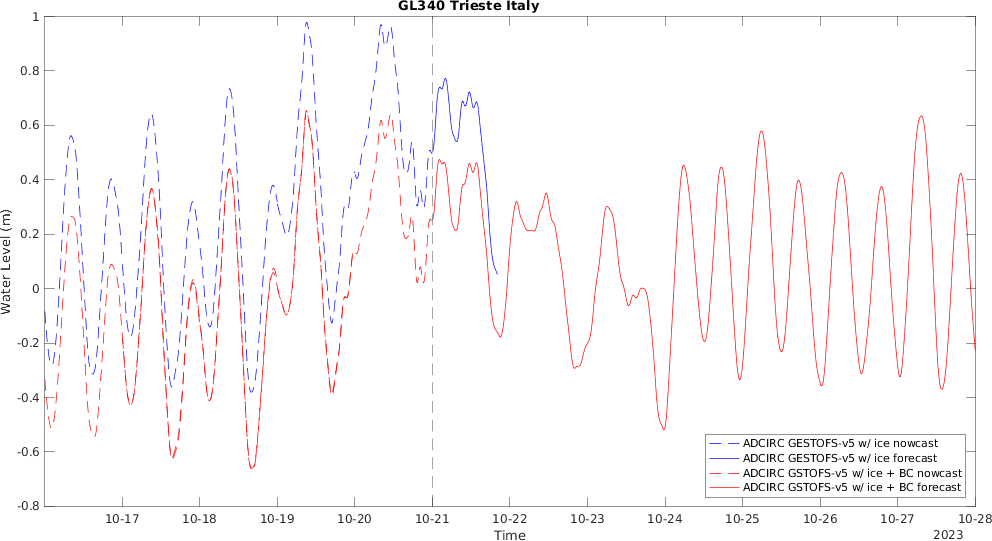 GL340 Trieste Italy
Water Level (m)
1
0.8
0.6
0.4
0.2
0
-0.2
-0.4
-0.6
-0.8
ADCIRC GESTOFS-v5 w/ ice nowcast
ADCIRC GESTOFS-v5 w/ ice forecast
ADCIRC GSTOFS-v5 w/ ice + BC nowcast
ADCIRC GSTOFS-v5 w/ ice + BC forecast
10-17 10-18 10-19 10-20 10-21 10-22 10-23 10-24 10-25 10-26 10-27 10-28
Time
2023